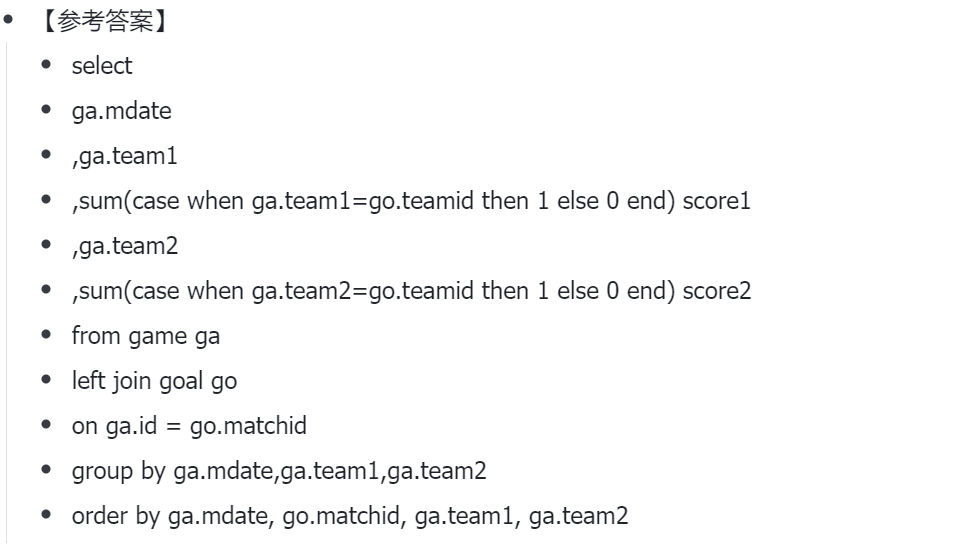 【参考答案】
select
ga.mdate
,ga.team1
,sum(case when ga.team1=go.teamid then 1 else 0 end) score1
,ga.team2
,sum(case when ga.team2=go.teamid then 1 else 0 end) score2
from game ga
left join goal go
on ga.id = go.matchid
group by ga.mdate,ga.team1,ga.team2
order by ga.mdate, go.matchid, ga.team1, ga.team2